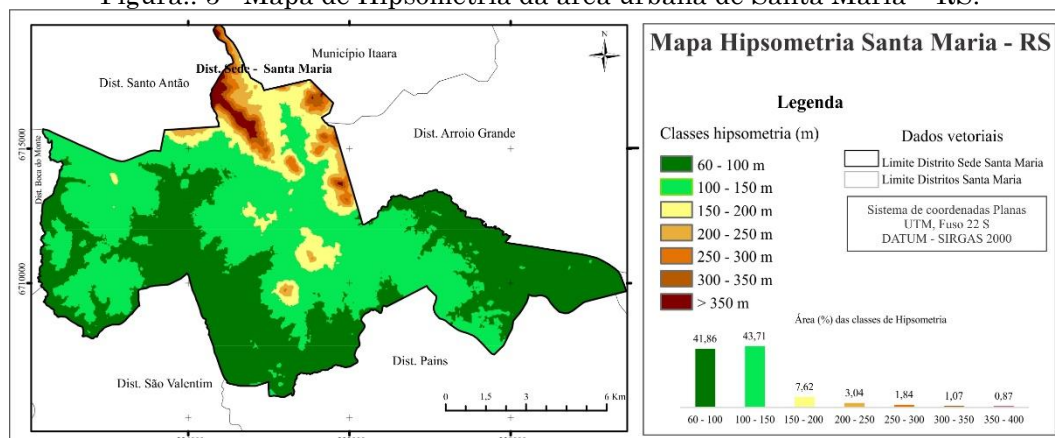 Figura.: 3 - Mapa de Hipsometria da área urbana de Santa Maria – RS.
Município Itaara
Dist. Sede - Santa Maria
Dist. Santo Antão
Dist. Arroio Grande
Dist. Boca do Monte
6715000
6710000
Dist. Pains
Dist. São Valentim
0 1,5 3 6 Km
N
Mapa Hipsometria Santa Maria - RS
Legenda
Classes hipsometria (m)
60 - 100 m
100 - 150 m
150 - 200 m
200 - 250 m
250 - 300 m
300 - 350 m
> 350 m
Dados vetoriais
Limite Distrito Sede Santa Maria
Limite Distritos Santa Maria
Sistema de coordenadas Planas
UTM, Fuso 22 S
DATUM - SIRGAS 2000
Área (%) das classes de Hipsometria
41,86 43,71 7,62 3,04 1,84 1,07 0,87
60 - 100 100 - 150 150 - 200 200 - 250 250 - 300 300 - 350 350 - 400